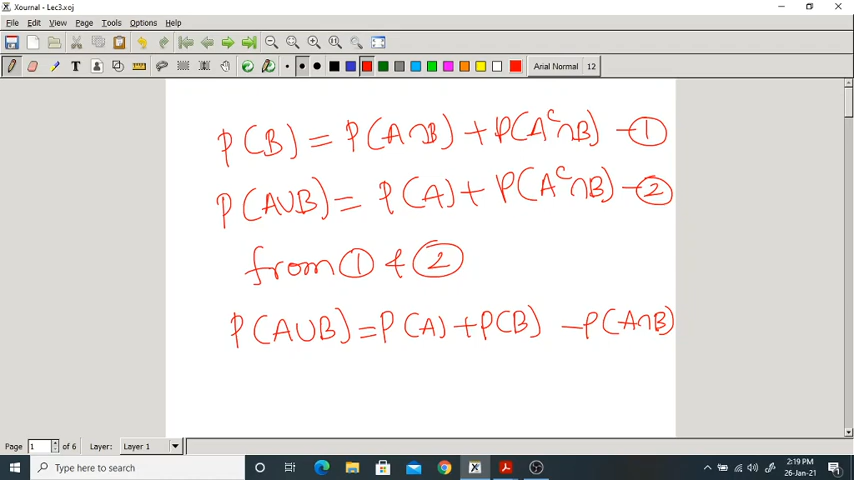 Xournal - Lec3.xoj
File Edit View Page Tools Options Help
Arial Normal 12
P(B) = P(A∩B) + P(Aᶜ∩B) —①
P(A∪B) = P(A) + P(Aᶜ∩B) —②
from ① & ②
P(A∪B) = P(A) + P(B) - P(A∩B)
Page 1 of 6 Layer: Layer 1
Type here to search
2:19 PM
26-Jan-21